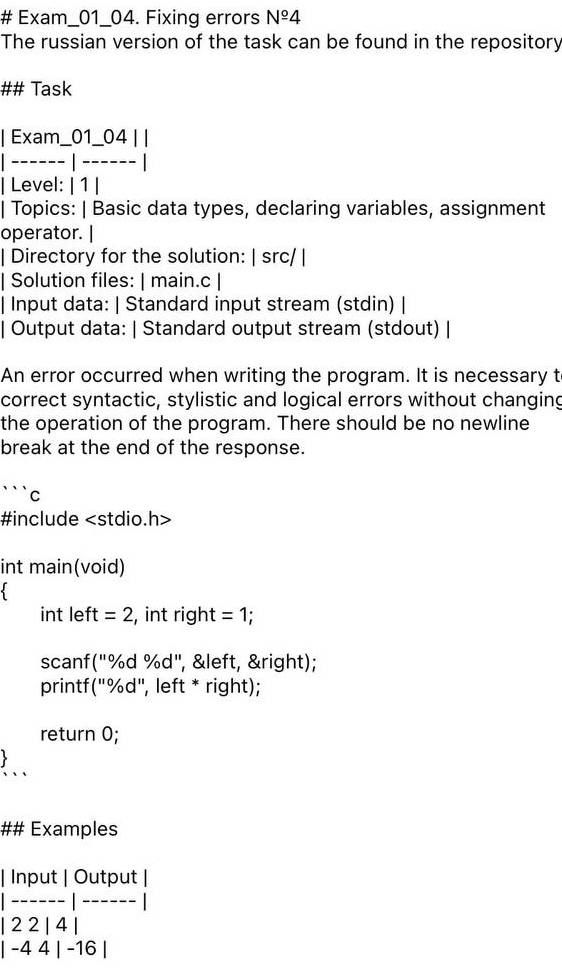 # Exam_01_04. Fixing errors №4
The russian version of the task can be found in the repository
## Task
| Exam_01_04 | |
| ------ | ------ |
| Level: | 1 |
| Topics: | Basic data types, declaring variables, assignment
operator. |
| Directory for the solution: | src/ |
| Solution files: | main.c |
| Input data: | Standard input stream (stdin) |
| Output data: | Standard output stream (stdout) |
An error occurred when writing the program. It is necessary t
correct syntactic, stylistic and logical errors without changing
the operation of the program. There should be no newline
break at the end of the response.
```c
#include <stdio.h>
int main(void)
{
int left = 2, int right = 1;
scanf("%d %d", &left, &right);
printf("%d", left * right);
return 0;
}
```
## Examples
| Input | Output |
| ------ | ------ |
| 2 2 | 4 |
| -4 4 | -16 |